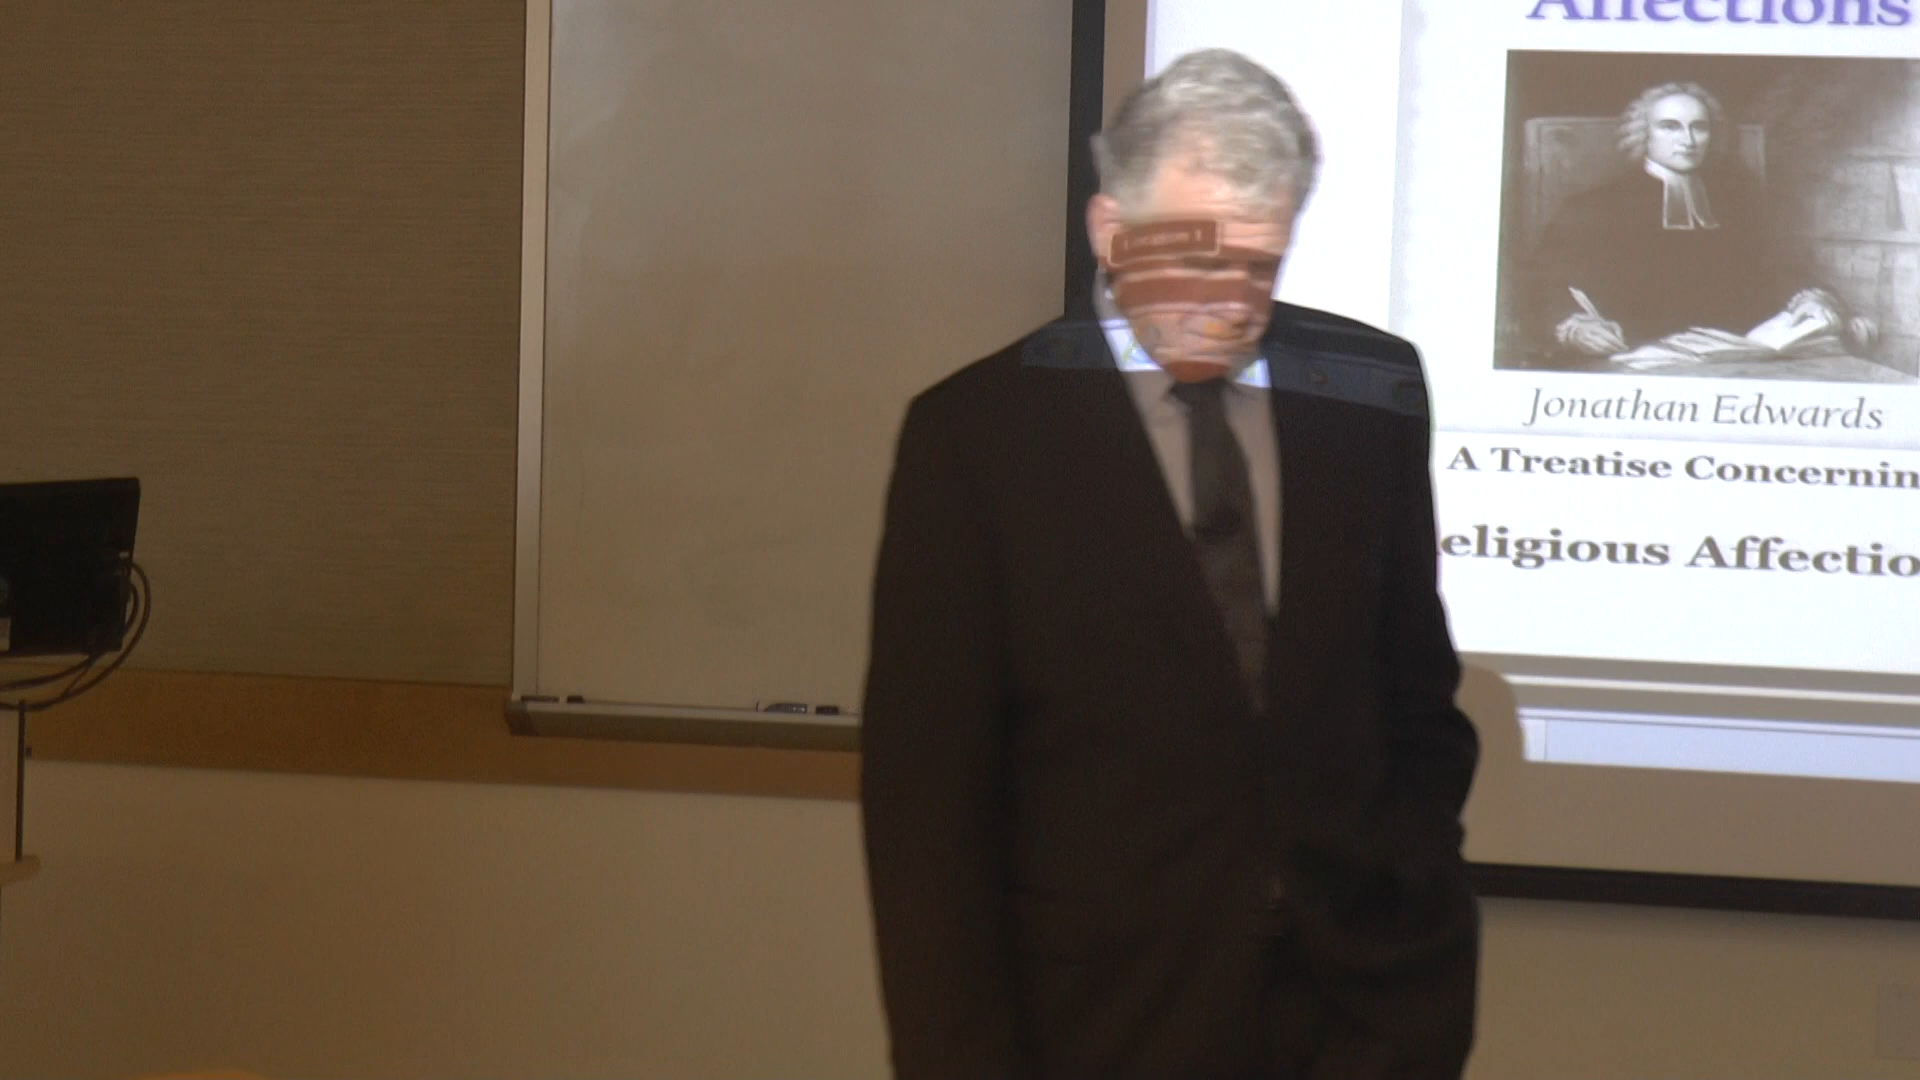 Affections
Jonathan Edwards
A Treatise Concernin
eligious Affectio